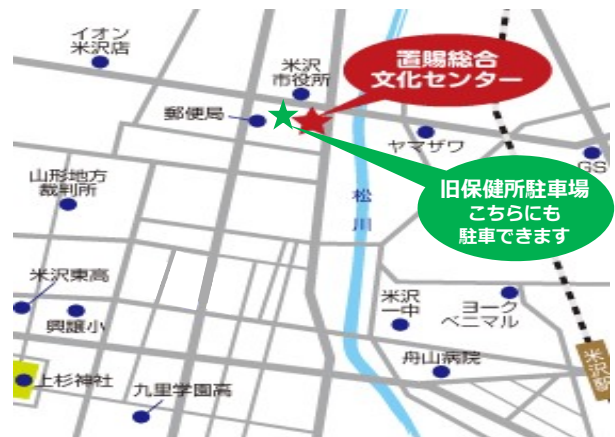 イオン
米沢店
米沢
市役所
置賜総合
文化センター
郵便局
ヤマザワ
GS
山形地方
裁判所
松川
旧保健所駐車場
こちらにも
駐車できます
米沢東高
興譲小
米沢
一中
ヨーク
ベニマル
舟山病院
米沢駅
上杉神社
九里学園高